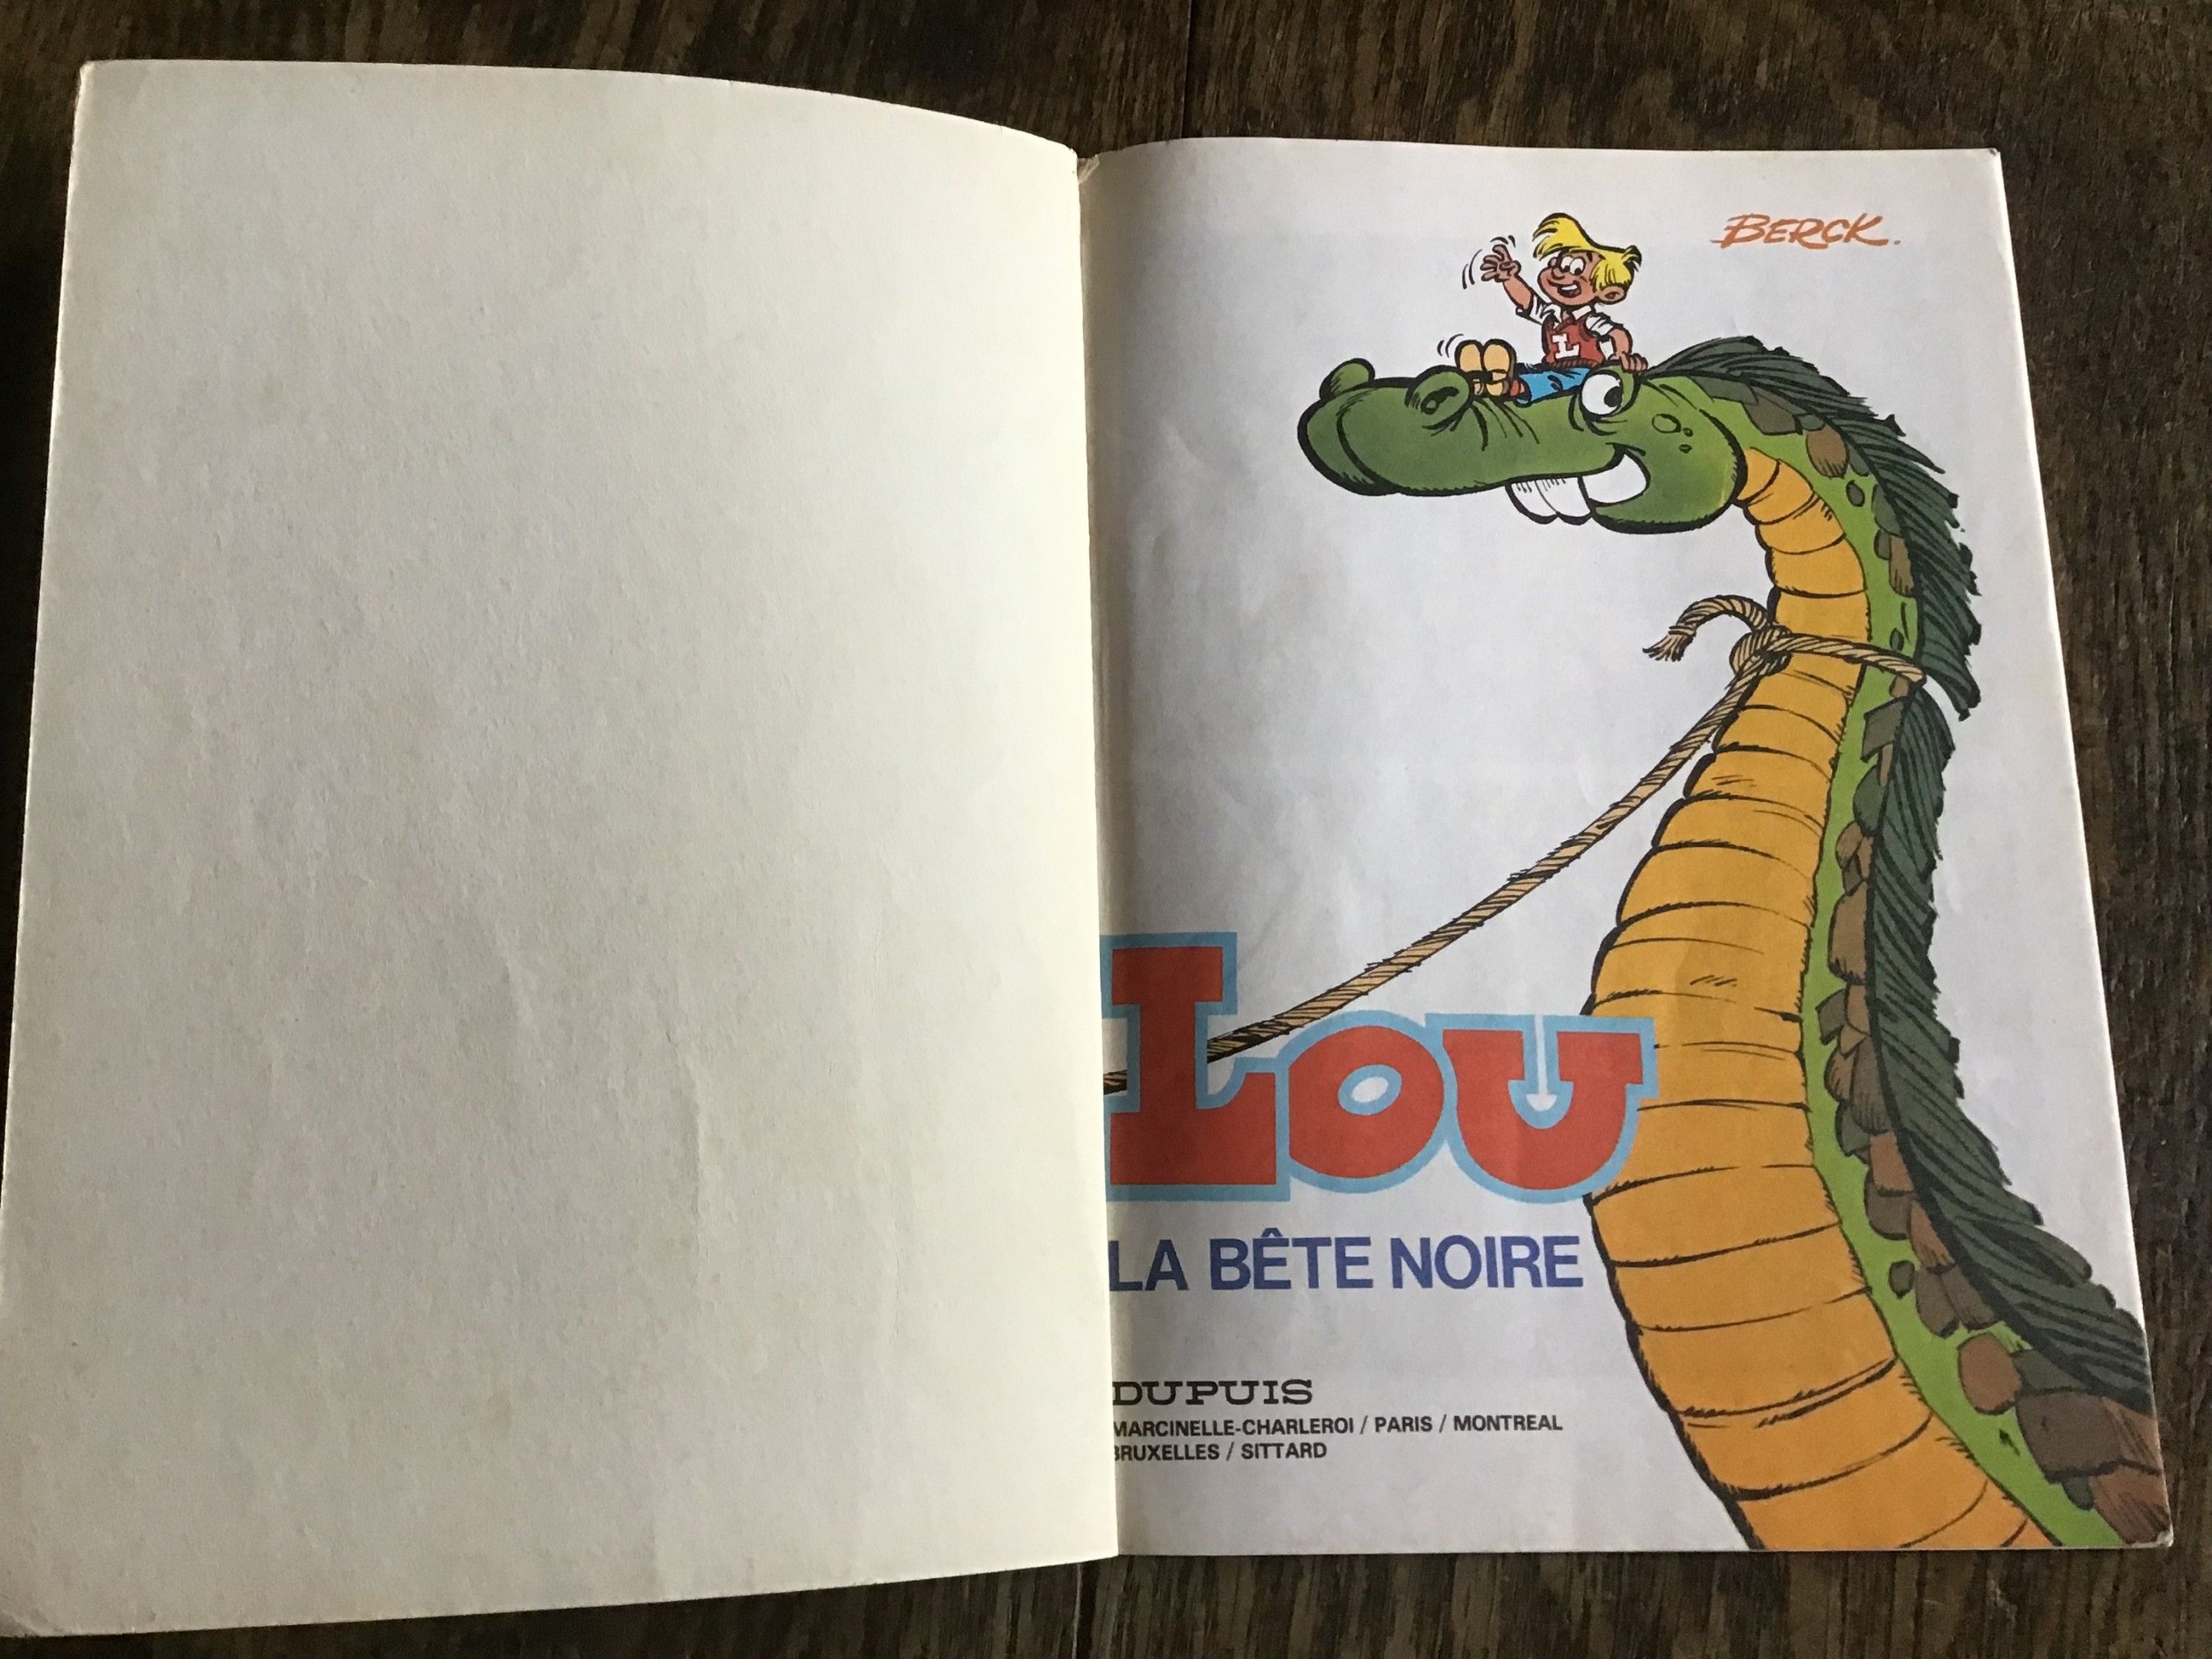 BERCK.
L
LOU
LA BÊTE NOIRE
DUPUIS
MARCINELLE-CHARLEROI / PARIS / MONTREAL
BRUXELLES / SITTARD